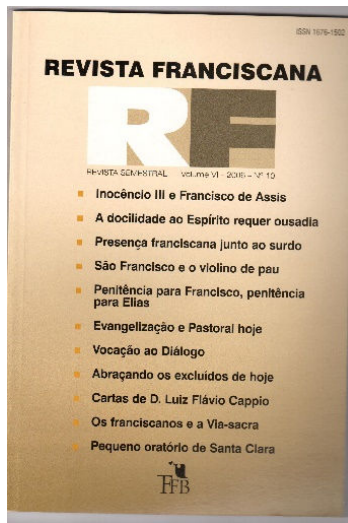 ISSN 1676-1502
REVISTA FRANCISCANA
RF
REVISTA SEMESTRAL Volume VI – 2006 – Nº 10
Inocêncio III e Francisco de Assis
A docilidade ao Espírito requer ousadia
Presença franciscana junto ao surdo
São Francisco e o violino de pau
Penitência para Francisco, penitência
para Elias
Evangelização e Pastoral hoje
Vocação ao Diálogo
Abraçando os excluídos de hoje
Cartas de D. Luiz Flávio Cappio
Os franciscanos e a Via-sacra
Pequeno oratório de Santa Clara
FFB